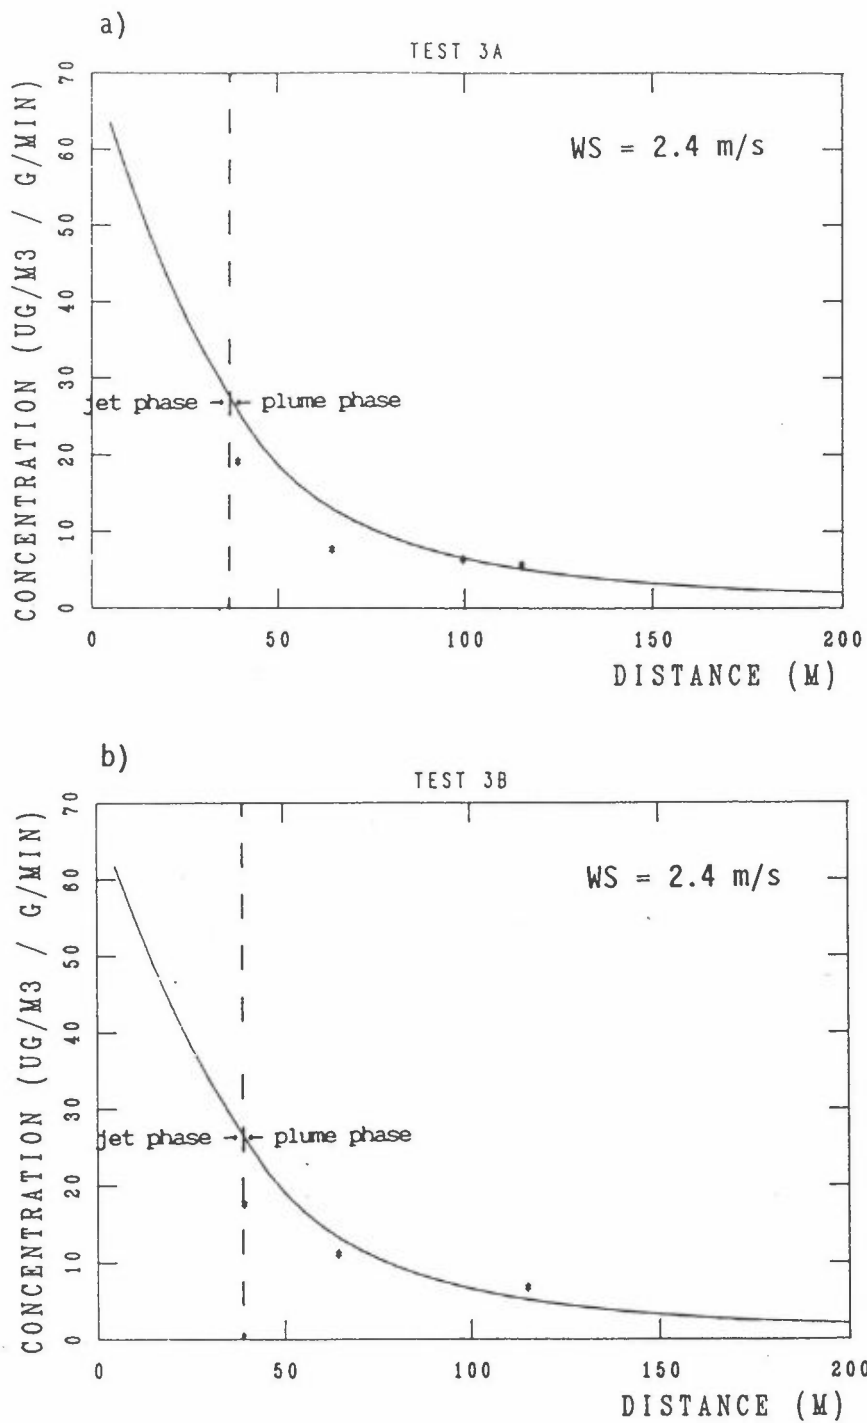 a)
TEST 3A
CONCENTRATION (UG/M3 / G/MIN)
70
60
50
40
30
20
10
0
WS = 2.4 m/s
jet phase → ← plume phase
0 50 100 150 200
DISTANCE (M)
b)
TEST 3B
CONCENTRATION (UG/M3 / G/MIN)
70
60
50
40
30
20
10
0
WS = 2.4 m/s
jet phase → ← plume phase
0 50 100 150 200
DISTANCE (M)